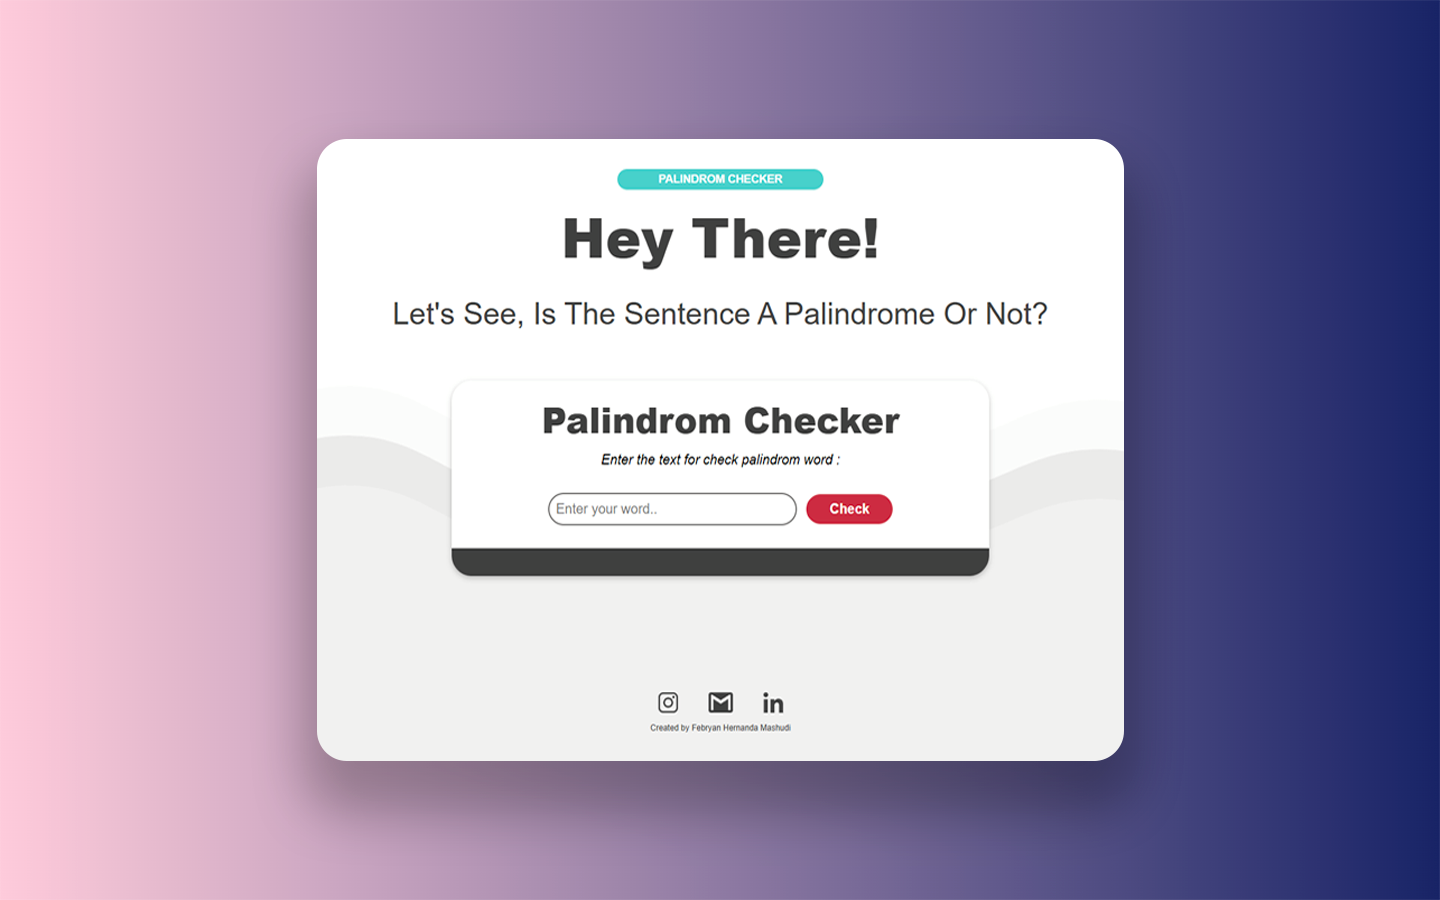 PALINDROM CHECKER
Hey There!
Let's See, Is The Sentence A Palindrome Or Not?
Palindrom Checker
Enter the text for check palindrom word :
Enter your word..
Check
Created by Febryan Hernanda Mashudi